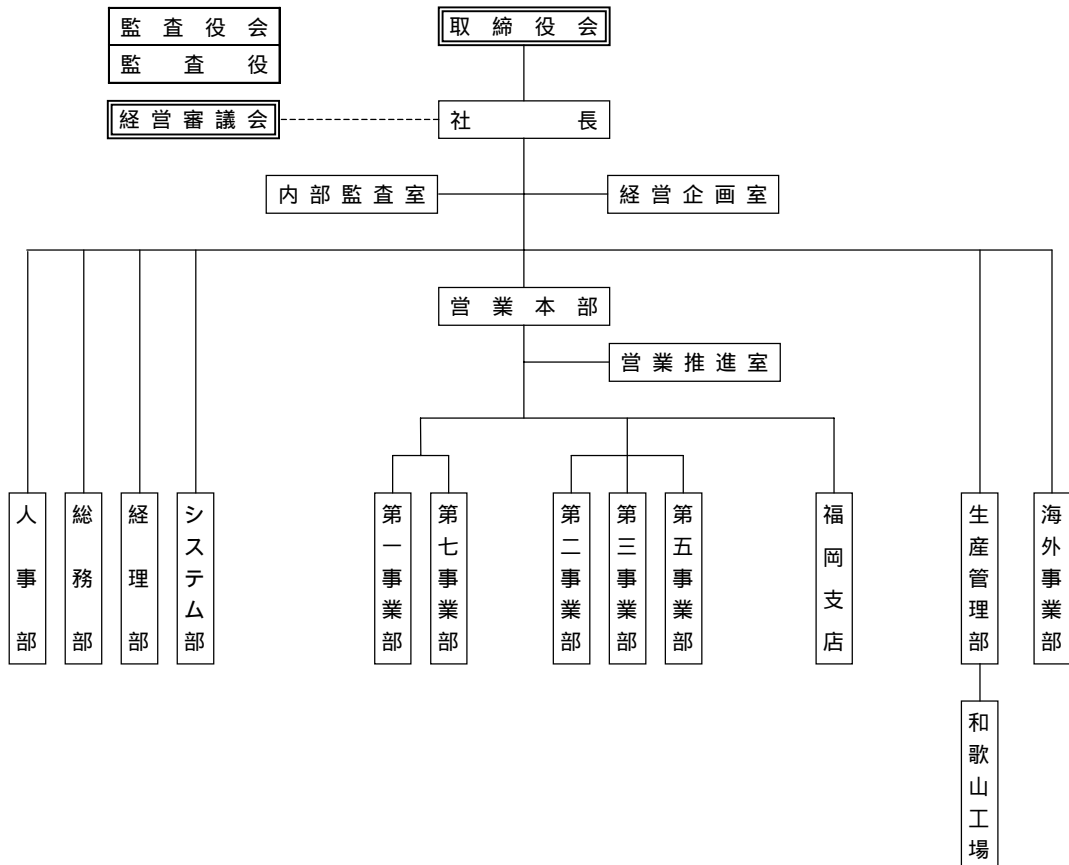 監査役会
取締役会
監査役
経営審議会
社長
内部監査室
経営企画室
営業本部
営業推進室
人事部
総務部
経理部
システム部
第一事業部
第七事業部
第二事業部
第三事業部
第五事業部
福岡支店
生産管理部
海外事業部
和歌山工場